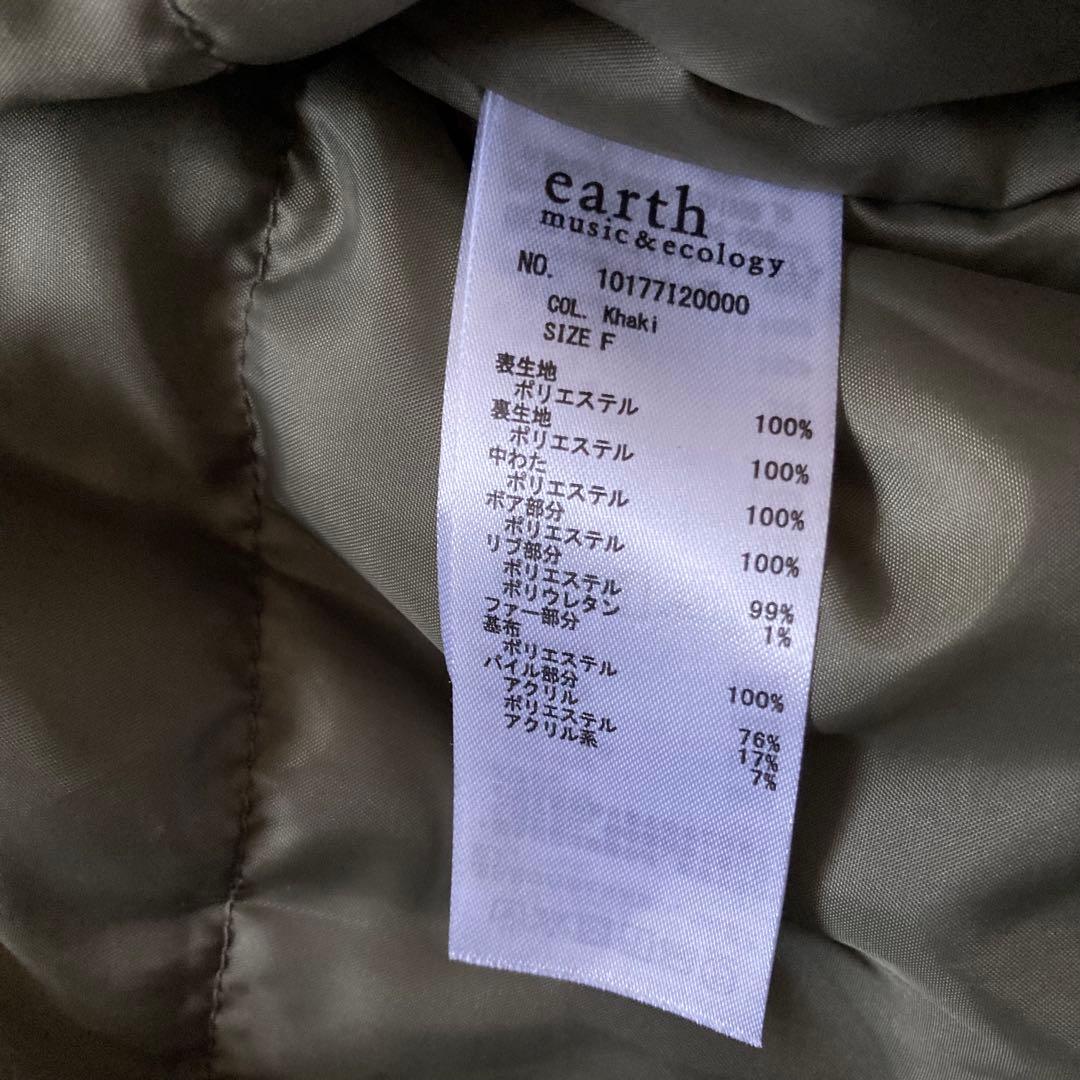 earth
music&ecology
NO. 10177I20000
COL. Khaki
SIZE F
表生地
ポリエステル 100%
裏生地
ポリエステル 100%
中わた
ポリエステル 100%
ボア部分
ポリエステル 100%
リブ部分
ポリエステル 99%
ポリウレタン 1%
ファー部分
基布
ポリエステル 100%
パイル部分
アクリル 76%
ポリエステル 17%
アクリル系 7%